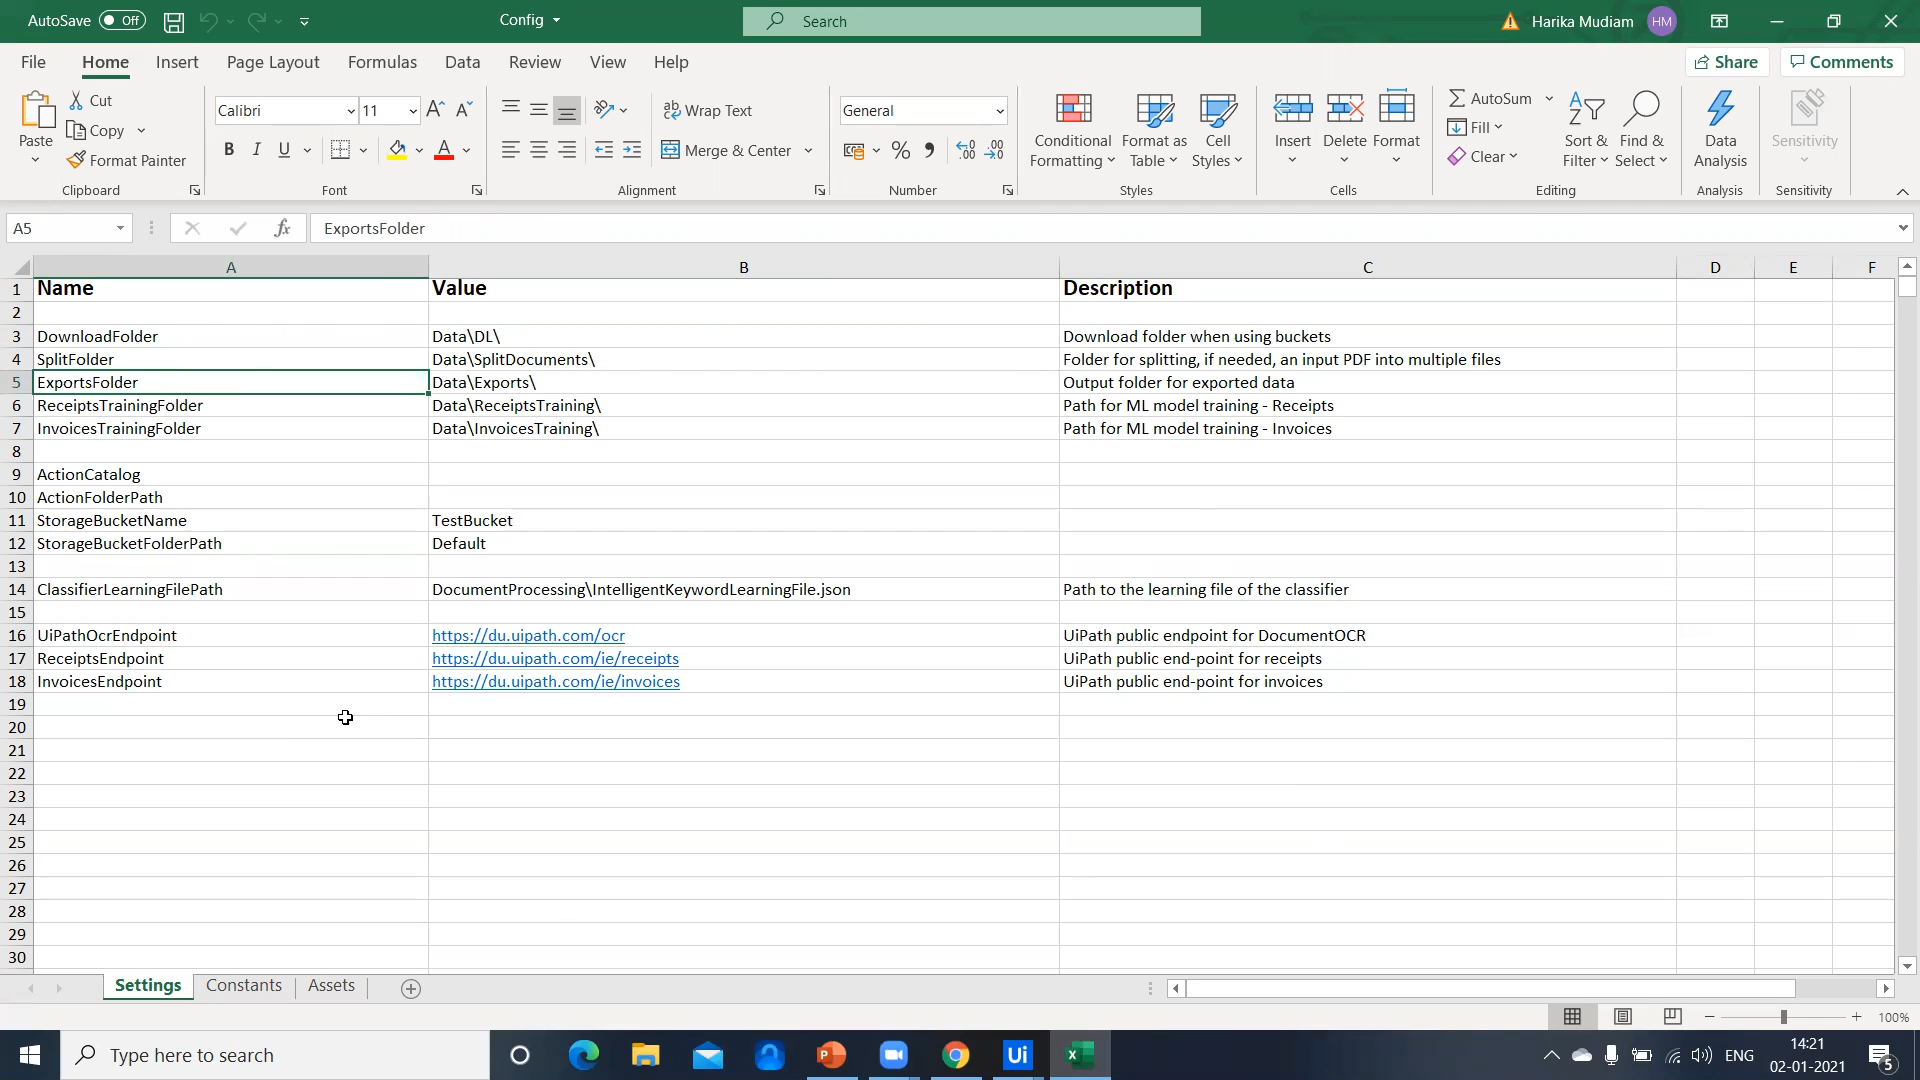 AutoSave Off Config Search Harika Mudiam HM
File Home Insert Page Layout Formulas Data Review View Help Share Comments
Cut
Copy
Format Painter
Paste
Clipboard
Calibri 11
B I U A
Font
Wrap Text
Merge & Center
Alignment
General
%
Number
Conditional Formatting
Format as Table
Cell Styles
Styles
Insert Delete Format
Cells
AutoSum
Fill
Clear
Sort & Filter
Find & Select
Editing
Data Analysis
Analysis
Sensitivity
Sensitivity
A5 fx ExportsFolder
A B C D E F
1 Name Value Description
2
3 DownloadFolder Data\DL\ Download folder when using buckets
4 SplitFolder Data\SplitDocuments\ Folder for splitting, if needed, an input PDF into multiple files
5 ExportsFolder Data\Exports\ Output folder for exported data
6 ReceiptsTrainingFolder Data\ReceiptsTraining\ Path for ML model training - Receipts
7 InvoicesTrainingFolder Data\InvoicesTraining\ Path for ML model training - Invoices
8
9 ActionCatalog
10 ActionFolderPath
11 StorageBucketName TestBucket
12 StorageBucketFolderPath Default
13
14 ClassifierLearningFilePath DocumentProcessing\IntelligentKeywordLearningFile.json Path to the learning file of the classifier
15
16 UiPathOcrEndpoint https://du.uipath.com/ocr UiPath public endpoint for DocumentOCR
17 ReceiptsEndpoint https://du.uipath.com/ie/receipts UiPath public end-point for receipts
18 InvoicesEndpoint https://du.uipath.com/ie/invoices UiPath public end-point for invoices
19
20
21
22
23
24
25
26
27
28
29
30
Settings Constants Assets
100%
Type here to search
Ui
ENG
14:21
02-01-2021
5